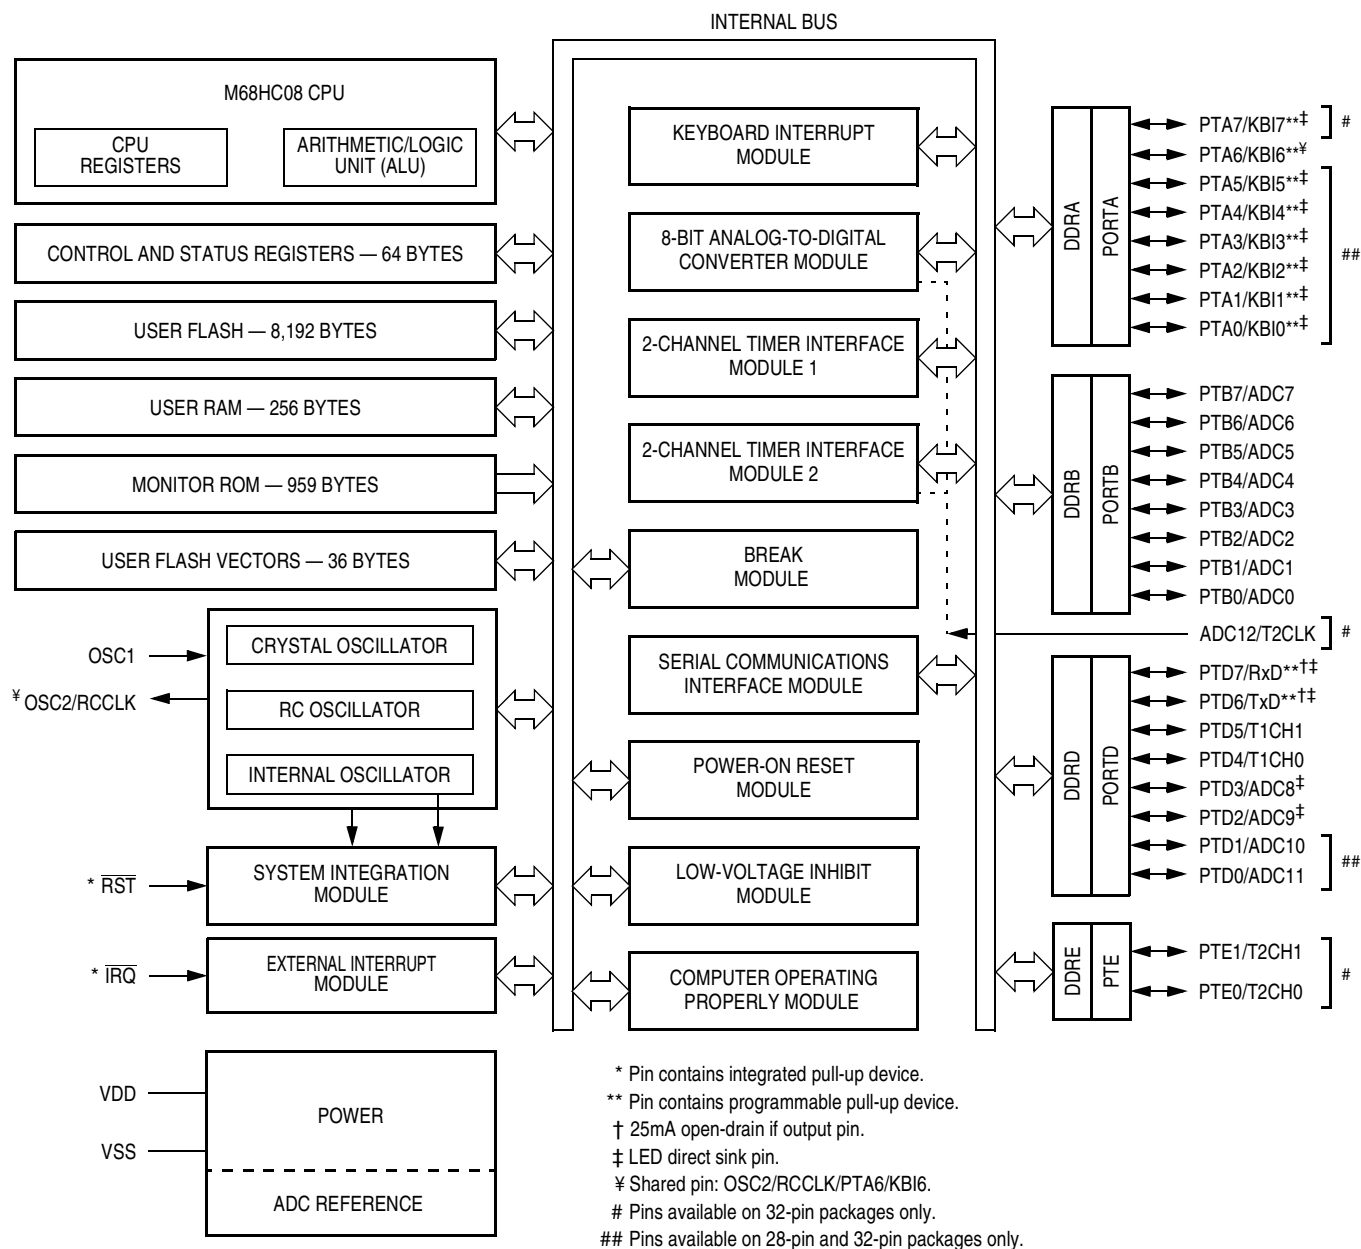 INTERNAL BUS
M68HC08 CPU
CPU
REGISTERS
ARITHMETIC/LOGIC
UNIT (ALU)
CONTROL AND STATUS REGISTERS — 64 BYTES
USER FLASH — 8,192 BYTES
USER RAM — 256 BYTES
MONITOR ROM — 959 BYTES
USER FLASH VECTORS — 36 BYTES
OSC1
¥ OSC2/RCCLK
CRYSTAL OSCILLATOR
RC OSCILLATOR
INTERNAL OSCILLATOR
* RST
SYSTEM INTEGRATION
MODULE
* IRQ
EXTERNAL INTERRUPT
MODULE
VDD
VSS
POWER
ADC REFERENCE
KEYBOARD INTERRUPT
MODULE
8-BIT ANALOG-TO-DIGITAL
CONVERTER MODULE
2-CHANNEL TIMER INTERFACE
MODULE 1
2-CHANNEL TIMER INTERFACE
MODULE 2
BREAK
MODULE
SERIAL COMMUNICATIONS
INTERFACE MODULE
POWER-ON RESET
MODULE
LOW-VOLTAGE INHIBIT
MODULE
COMPUTER OPERATING
PROPERLY MODULE
DDRA
PORTA
PTA7/KBI7**‡
#
PTA6/KBI6**¥
PTA5/KBI5**‡
PTA4/KBI4**‡
PTA3/KBI3**‡
PTA2/KBI2**‡
PTA1/KBI1**‡
PTA0/KBI0**‡
##
DDRB
PORTB
PTB7/ADC7
PTB6/ADC6
PTB5/ADC5
PTB4/ADC4
PTB3/ADC3
PTB2/ADC2
PTB1/ADC1
PTB0/ADC0
ADC12/T2CLK
#
DDRD
PORTD
PTD7/RxD**†‡
PTD6/TxD**†‡
PTD5/T1CH1
PTD4/T1CH0
PTD3/ADC8‡
PTD2/ADC9‡
PTD1/ADC10
PTD0/ADC11
##
DDRE
PTE
PTE1/T2CH1
PTE0/T2CH0
#
* Pin contains integrated pull-up device.
** Pin contains programmable pull-up device.
† 25mA open-drain if output pin.
‡ LED direct sink pin.
¥ Shared pin: OSC2/RCCLK/PTA6/KBI6.
# Pins available on 32-pin packages only.
## Pins available on 28-pin and 32-pin packages only.